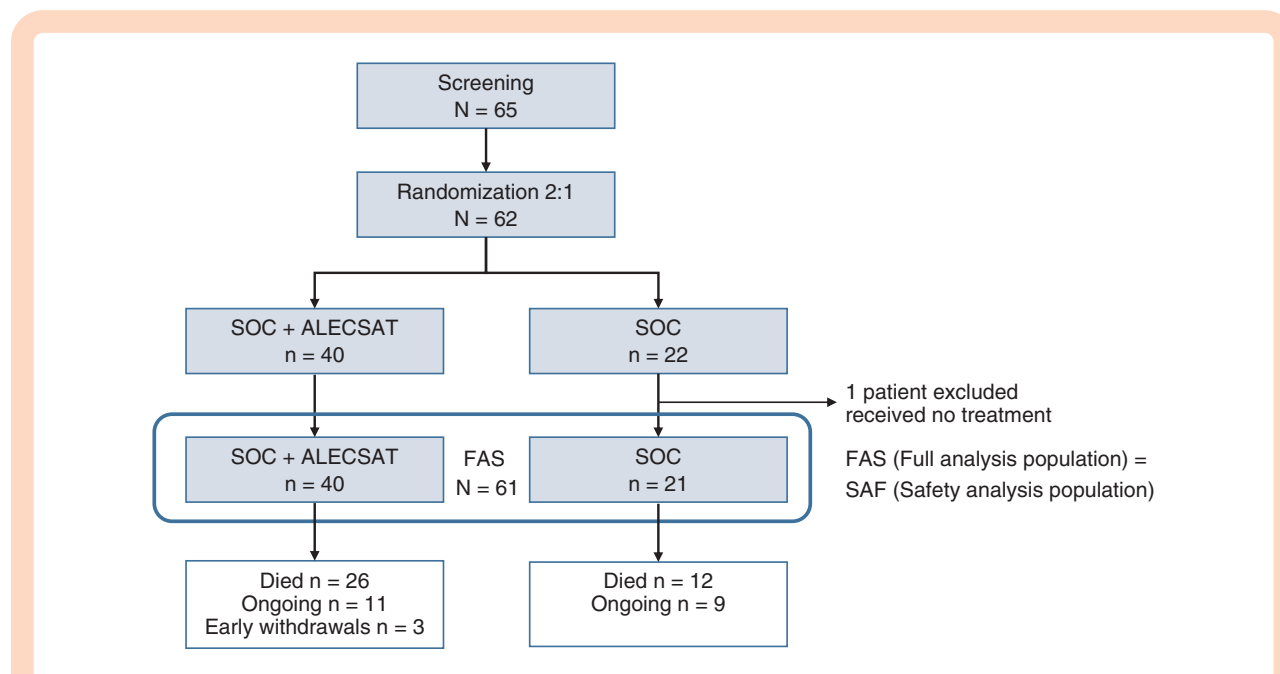 Screening
N = 65
Randomization 2:1
N = 62
SOC + ALECSAT
n = 40
SOC
n = 22
1 patient excluded
received no treatment
SOC + ALECSAT
n = 40
FAS
N = 61
SOC
n = 21
FAS (Full analysis population) =
SAF (Safety analysis population)
Died n = 26
Ongoing n = 11
Early withdrawals n = 3
Died n = 12
Ongoing n = 9